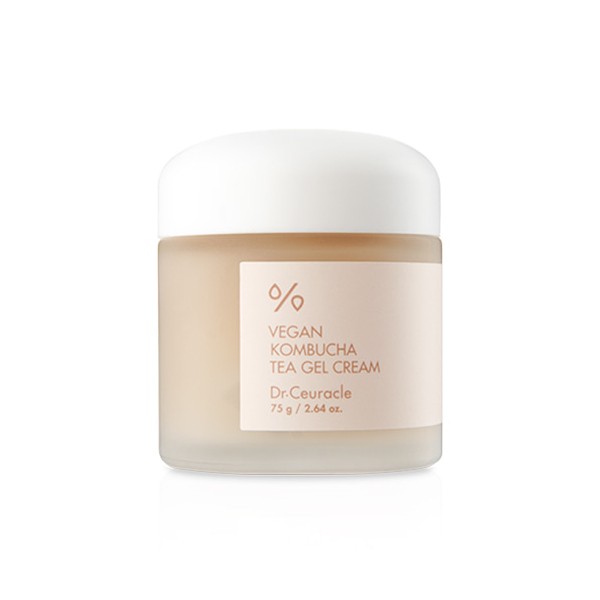 VEGAN
KOMBUCHA
TEA GEL CREAM
Dr·Ceuracle
75 g / 2.64 oz.